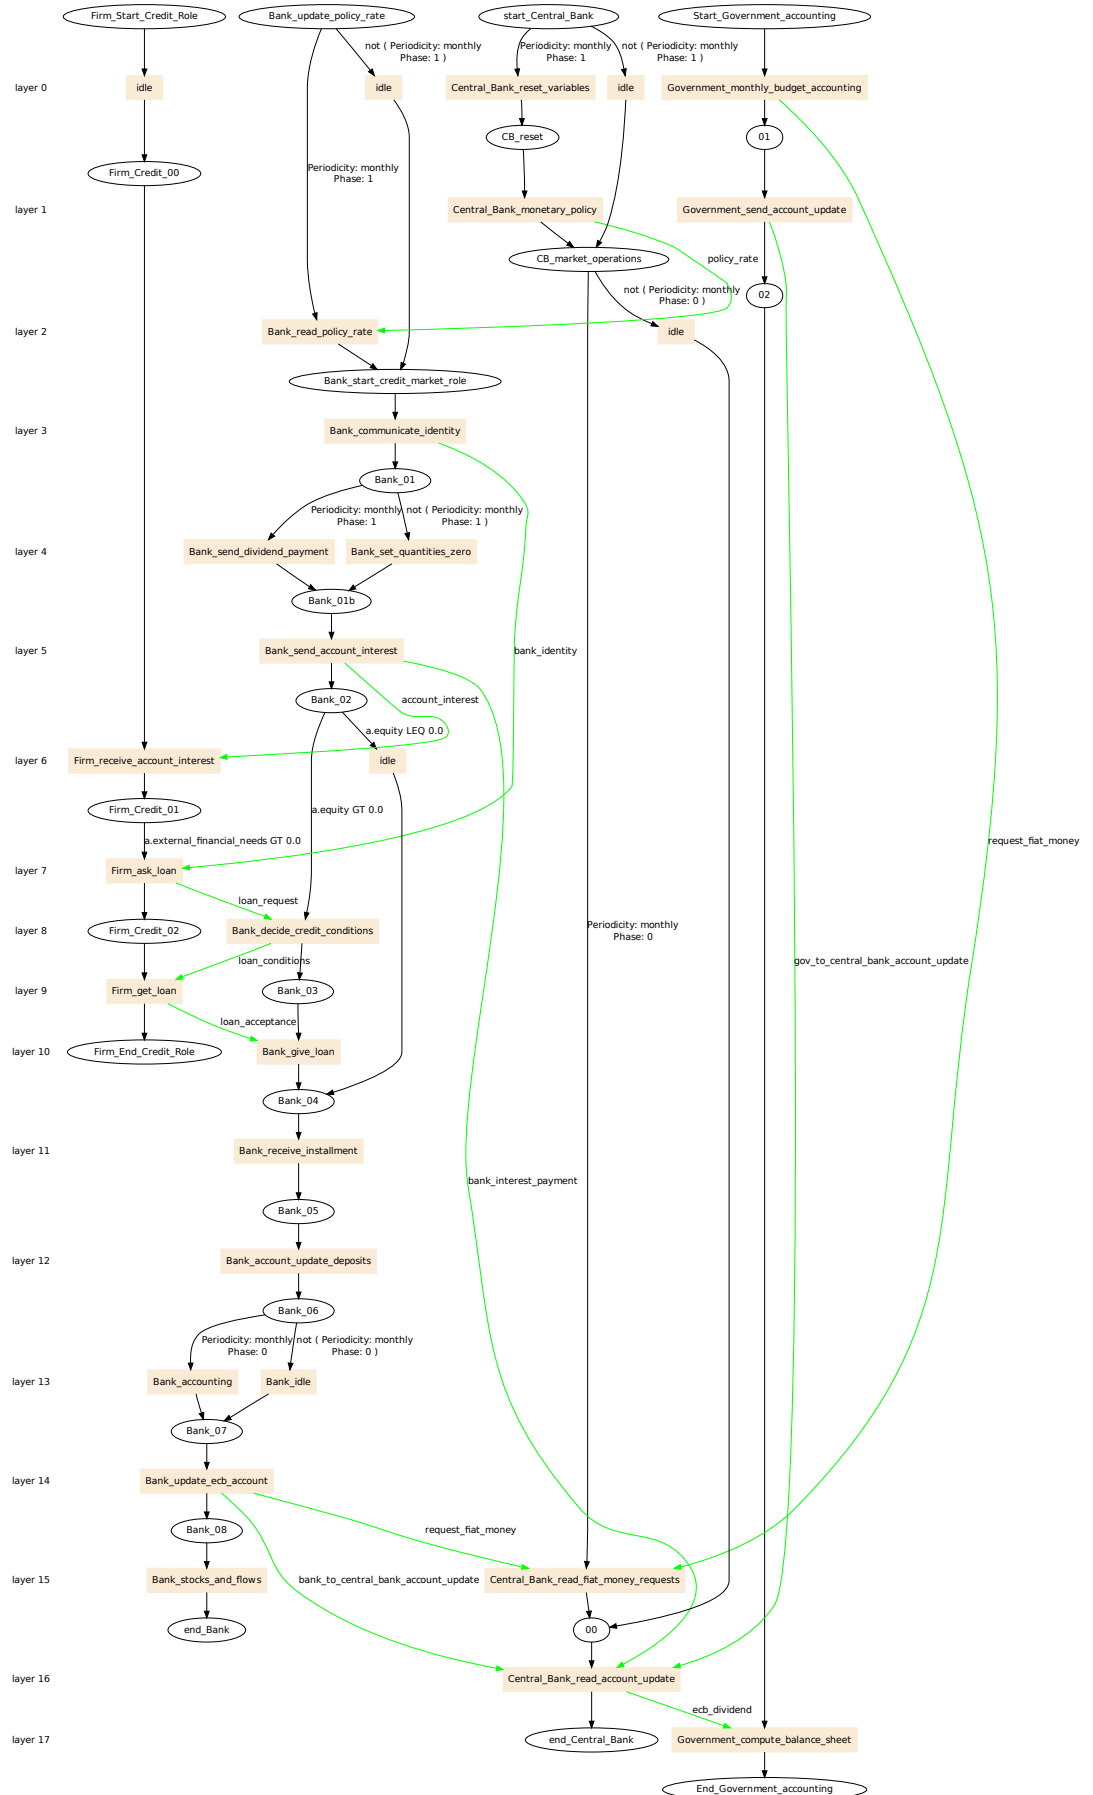 Firm_Start_Credit_Role
Bank_update_policy_rate
start_Central_Bank
Start_Government_accounting
not ( Periodicity: monthly
Phase: 1 )
Periodicity: monthly
Phase: 1
not ( Periodicity: monthly
Phase: 1 )
layer 0
idle
idle
Central_Bank_reset_variables
idle
Government_monthly_budget_accounting
CB_reset
01
Firm_Credit_00
Periodicity: monthly
Phase: 1
layer 1
Central_Bank_monetary_policy
Government_send_account_update
CB_market_operations
policy_rate
not ( Periodicity: monthly
Phase: 0 )
02
layer 2
Bank_read_policy_rate
idle
Bank_start_credit_market_role
layer 3
Bank_communicate_identity
Bank_01
Periodicity: monthly
Phase: 1
not ( Periodicity: monthly
Phase: 1 )
layer 4
Bank_send_dividend_payment
Bank_set_quantities_zero
Bank_01b
layer 5
Bank_send_account_interest
bank_identity
Bank_02
account_interest
a.equity LEQ 0.0
layer 6
Firm_receive_account_interest
idle
Firm_Credit_01
a.equity GT 0.0
a.external_financial_needs GT 0.0
request_fiat_money
layer 7
Firm_ask_loan
loan_request
layer 8
Firm_Credit_02
Bank_decide_credit_conditions
Periodicity: monthly
Phase: 0
loan_conditions
gov_to_central_bank_account_update
layer 9
Firm_get_loan
Bank_03
loan_acceptance
layer 10
Firm_End_Credit_Role
Bank_give_loan
Bank_04
layer 11
Bank_receive_installment
bank_interest_payment
Bank_05
layer 12
Bank_account_update_deposits
Bank_06
Periodicity: monthly
Phase: 0
not ( Periodicity: monthly
Phase: 0 )
layer 13
Bank_accounting
Bank_idle
Bank_07
layer 14
Bank_update_ecb_account
Bank_08
request_fiat_money
layer 15
Bank_stocks_and_flows
bank_to_central_bank_account_update
Central_Bank_read_fiat_money_requests
end_Bank
00
layer 16
Central_Bank_read_account_update
ecb_dividend
layer 17
end_Central_Bank
Government_compute_balance_sheet
End_Government_accounting